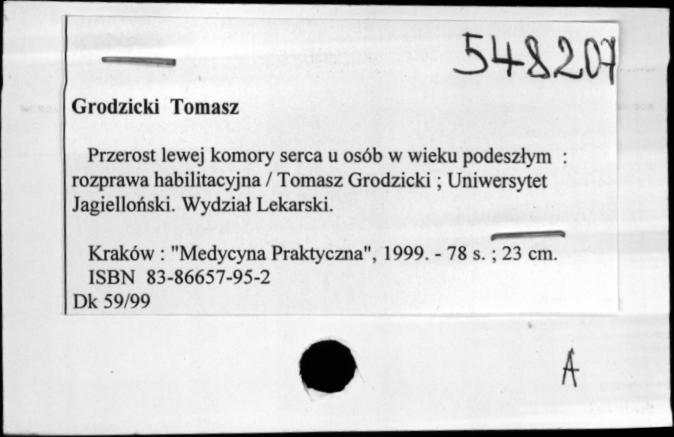 548207
Grodzicki Tomasz
Przerost lewej komory serca u osób w wieku podeszłym :
rozprawa habilitacyjna / Tomasz Grodzicki ; Uniwersytet
Jagielloński. Wydział Lekarski.
Kraków : "Medycyna Praktyczna", 1999. - 78 s. ; 23 cm.
ISBN 83-86657-95-2
Dk 59/99
A